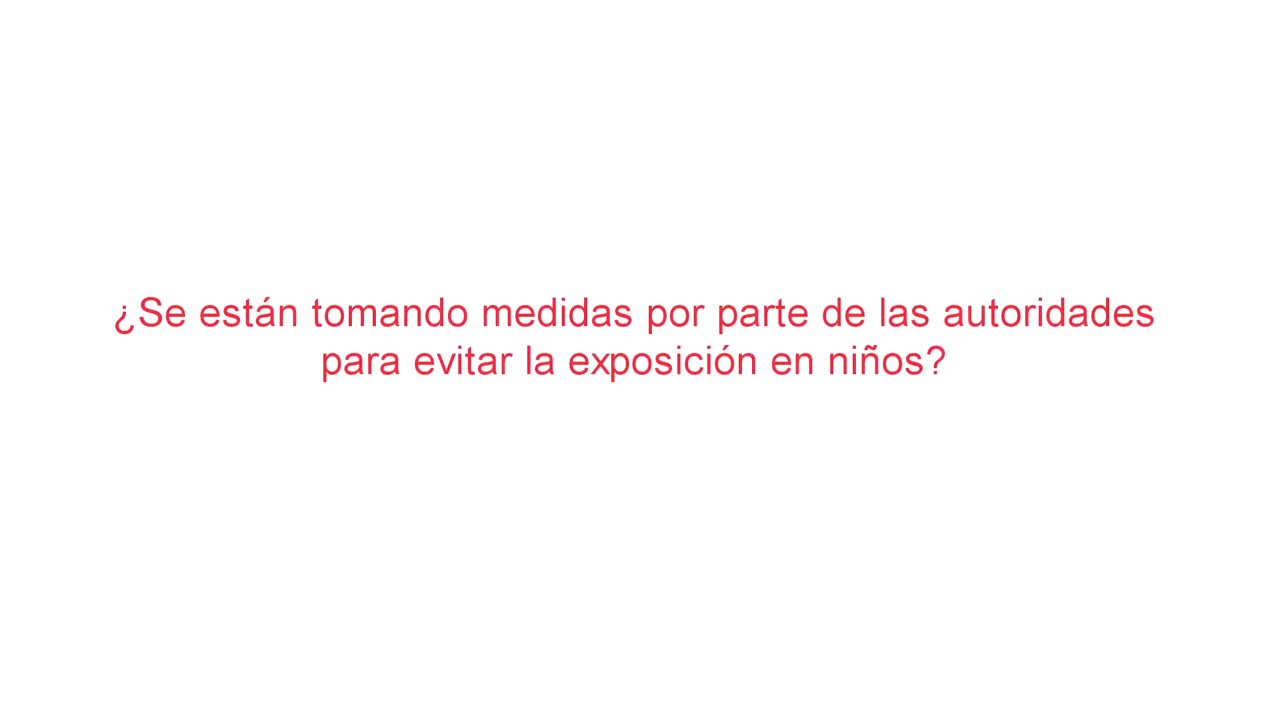 ¿Se están tomando medidas por parte de las autoridades
para evitar la exposición en niños?